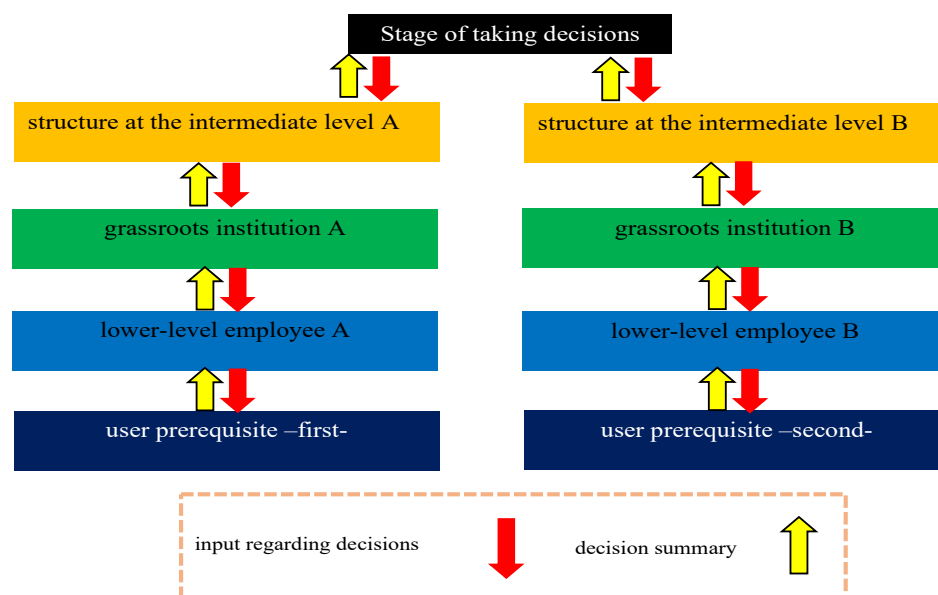 Stage of taking decisions
structure at the intermediate level A
structure at the intermediate level B
grassroots institution A
grassroots institution B
lower-level employee A
lower-level employee B
user prerequisite –first-
user prerequisite –second-
input regarding decisions
decision summary